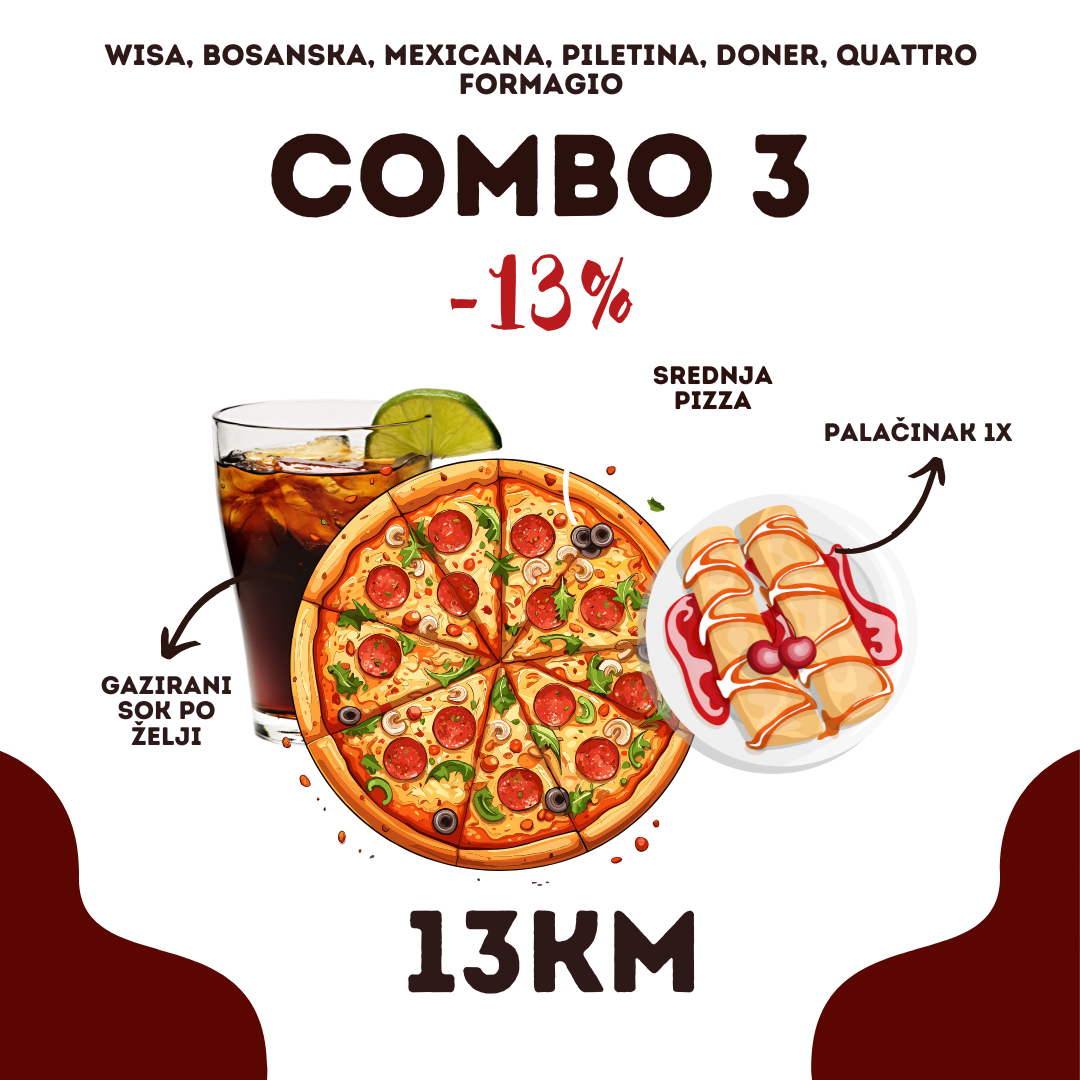 WISA, BOSANSKA, MEXICANA, PILETINA, DONER, QUATTRO
FORMAGIO
COMBO 3
-13%
SREDNJA
PIZZA
PALAČINAK 1X
GAZIRANI
SOK PO
ŽELJI
13KM